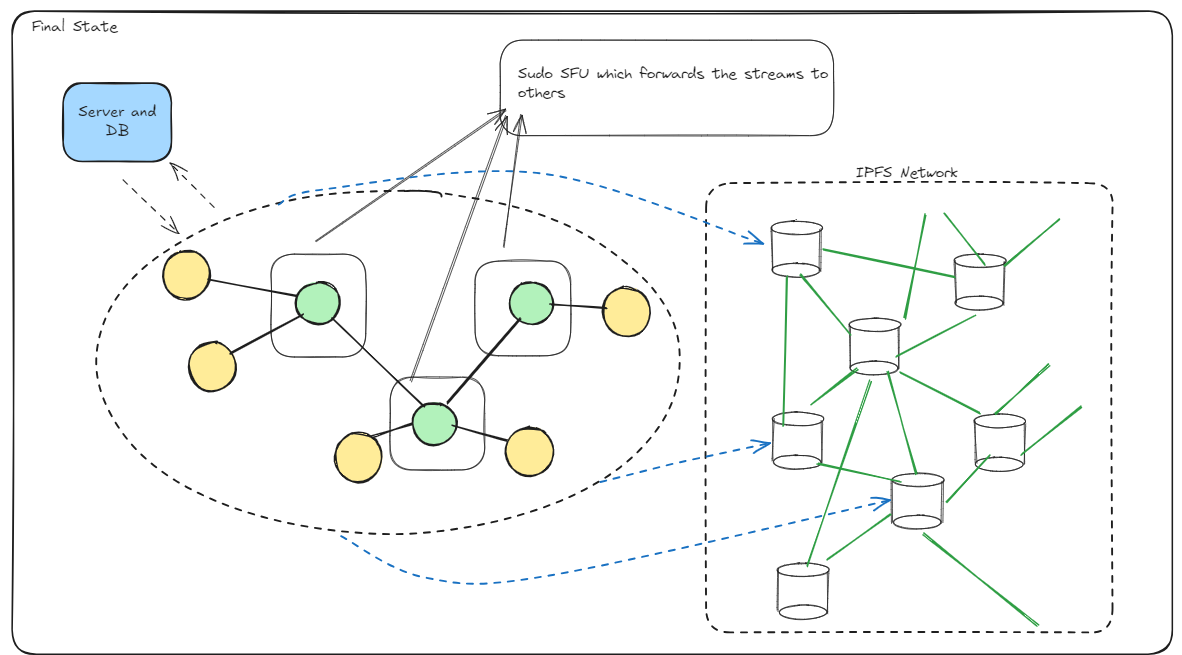 Final State
Sudo SFU which forwards the streams to
others
Server and
DB
IPFS Network